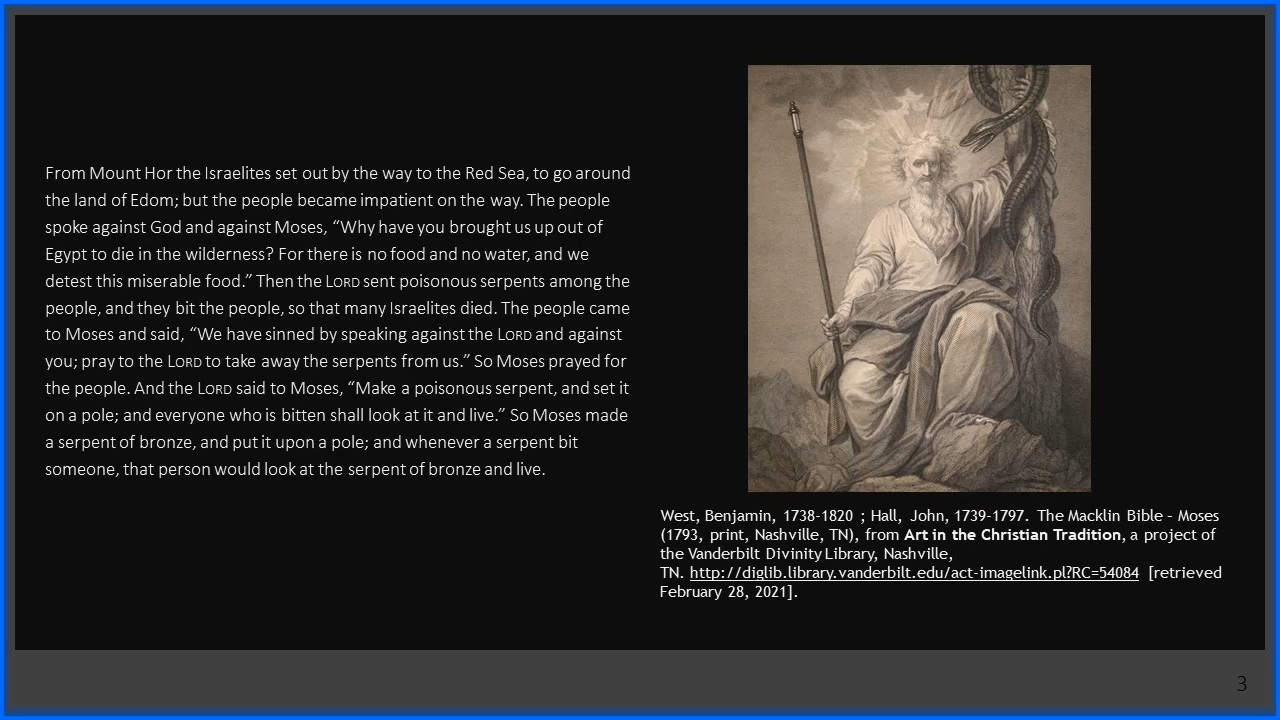 From Mount Hor the Israelites set out by the way to the Red Sea, to go around
the land of Edom; but the people became impatient on the way. The people
spoke against God and against Moses, “Why have you brought us up out of
Egypt to die in the wilderness? For there is no food and no water, and we
detest this miserable food.” Then the LORD sent poisonous serpents among the
people, and they bit the people, so that many Israelites died. The people came
to Moses and said, “We have sinned by speaking against the LORD and against
you; pray to the LORD to take away the serpents from us.” So Moses prayed for
the people. And the LORD said to Moses, “Make a poisonous serpent, and set it
on a pole; and everyone who is bitten shall look at it and live.” So Moses made
a serpent of bronze, and put it upon a pole; and whenever a serpent bit
someone, that person would look at the serpent of bronze and live.
West, Benjamin, 1738-1820 ; Hall, John, 1739-1797. The Macklin Bible - Moses
(1793, print, Nashville, TN), from Art in the Christian Tradition, a project of
the Vanderbilt Divinity Library, Nashville,
TN. http://diglib.library.vanderbilt.edu/act-imagelink.pl?RC=54084 [retrieved
February 28, 2021].
3